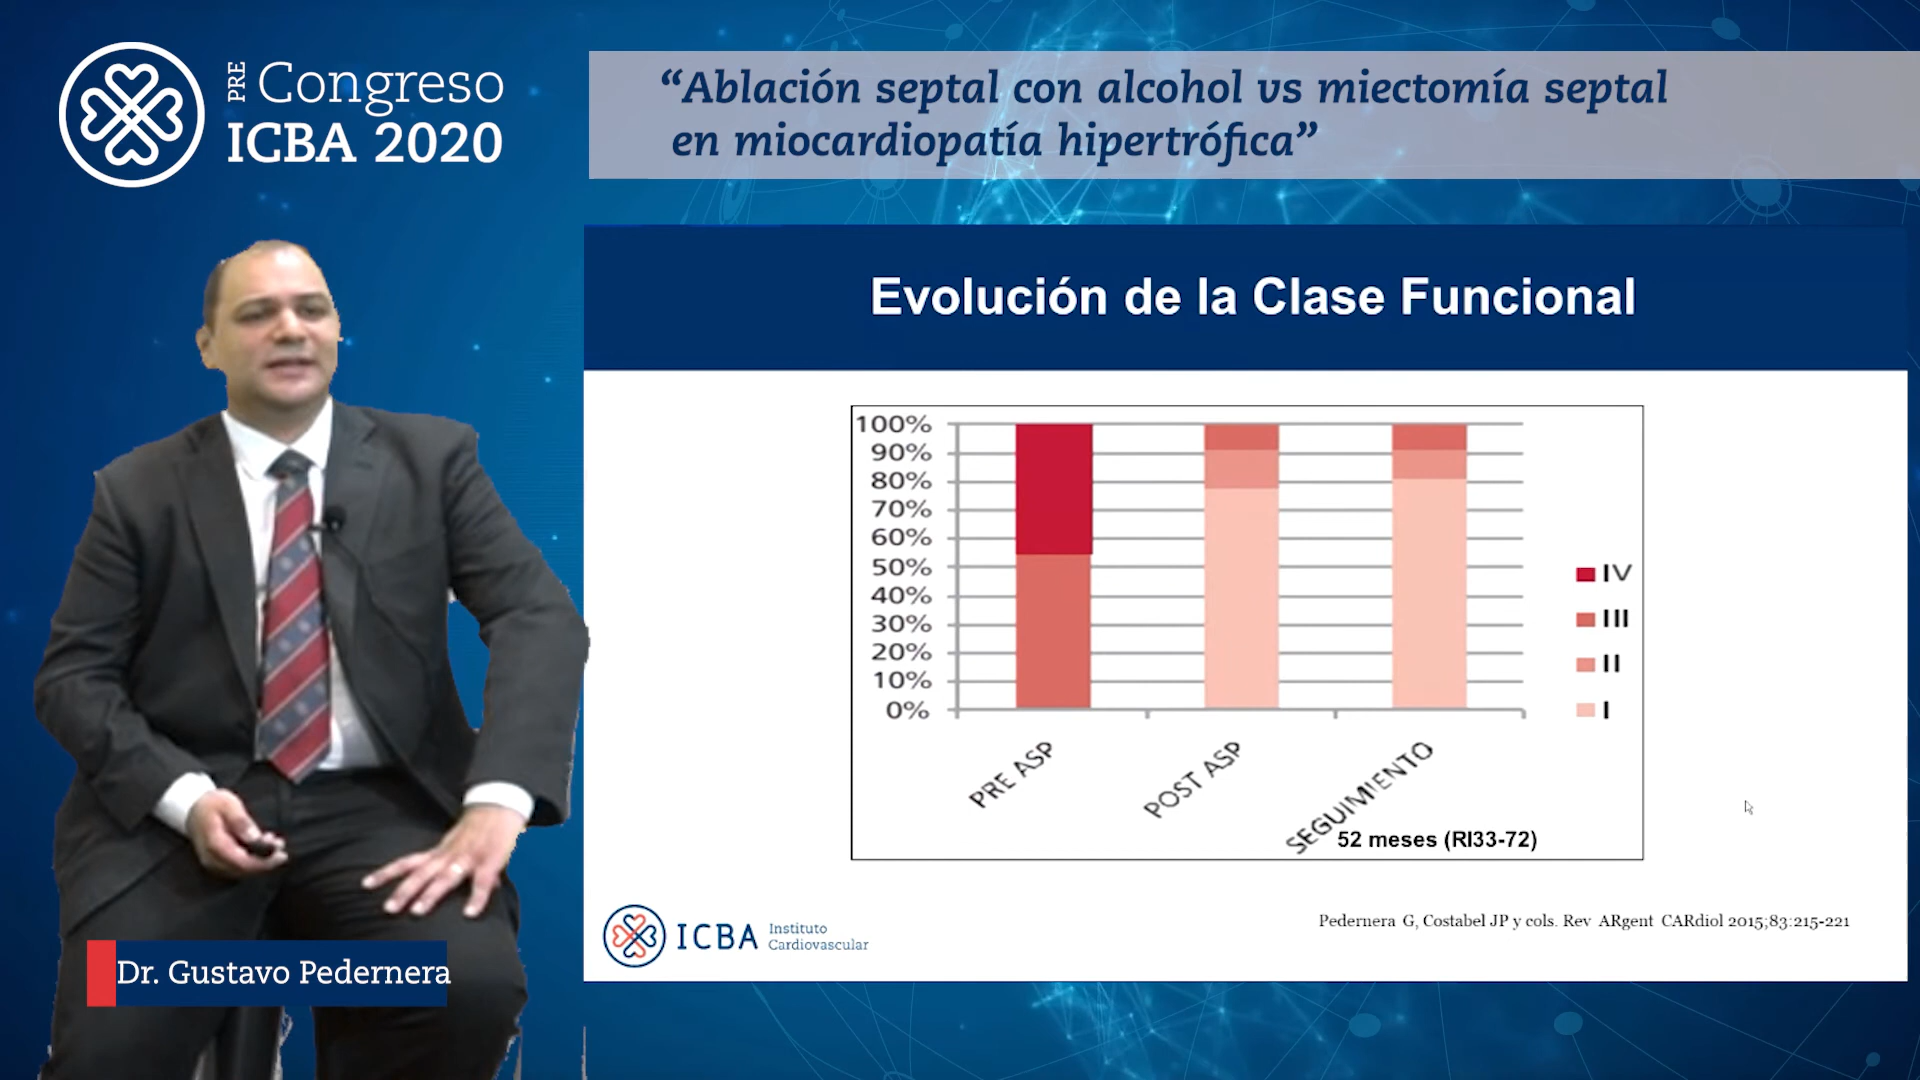 PRE Congreso
ICBA 2020
“Ablación septal con alcohol vs miectomía septal
en miocardiopatía hipertrófica”
Evolución de la Clase Funcional
100%
90%
80%
70%
60%
50%
40%
30%
20%
10%
0%
IV
III
II
I
PRE ASP
POST ASP
SEGUIMIENTO
52 meses (RI33-72)
ICBA Instituto
Cardiovascular
Pedernera G, Costabel JP y cols. Rev ARgent CARdiol 2015;83:215-221
Dr. Gustavo Pedernera